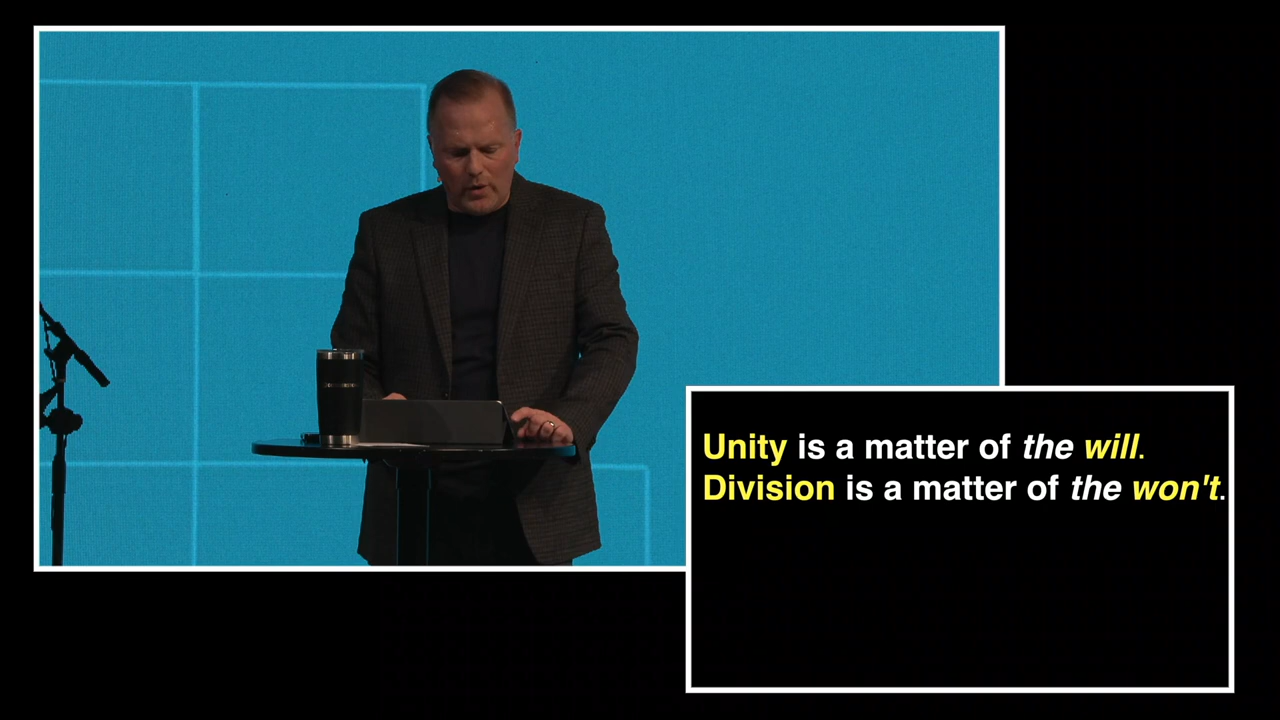 Unity is a matter of the will.
Division is a matter of the won't.